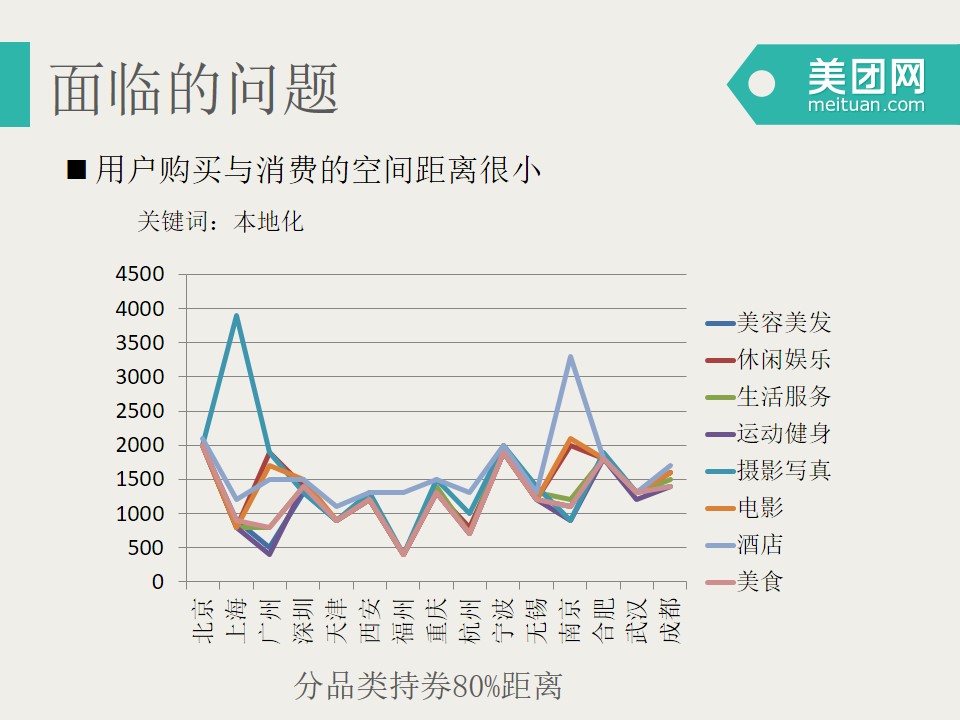 面临的问题
美团网
meituan.com
■ 用户购买与消费的空间距离很小
关键词：本地化
4500
4000
3500
3000
2500
2000
1500
1000
500
0
北京
上海
广州
深圳
天津
西安
福州
重庆
杭州
宁波
无锡
南京
合肥
武汉
成都
美容美发
休闲娱乐
生活服务
运动健身
摄影写真
电影
酒店
美食
分品类持券80%距离